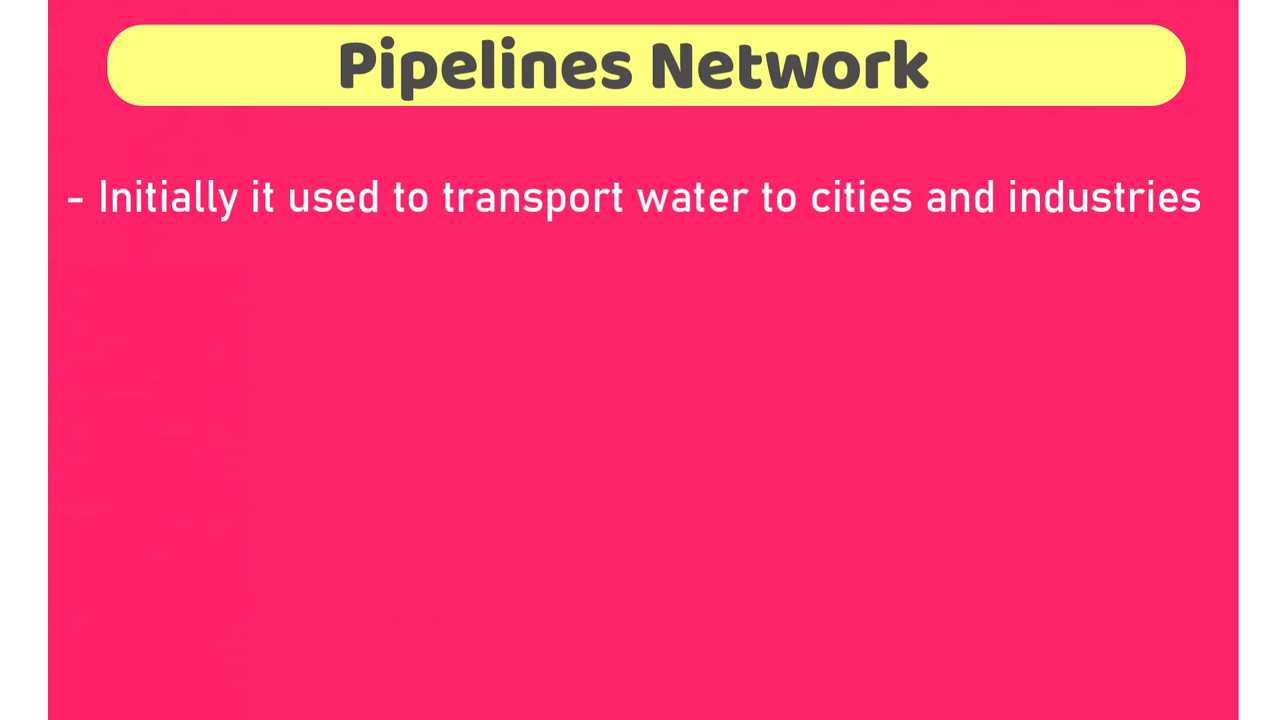 Pipelines Network
- Initially it used to transport water to cities and industries